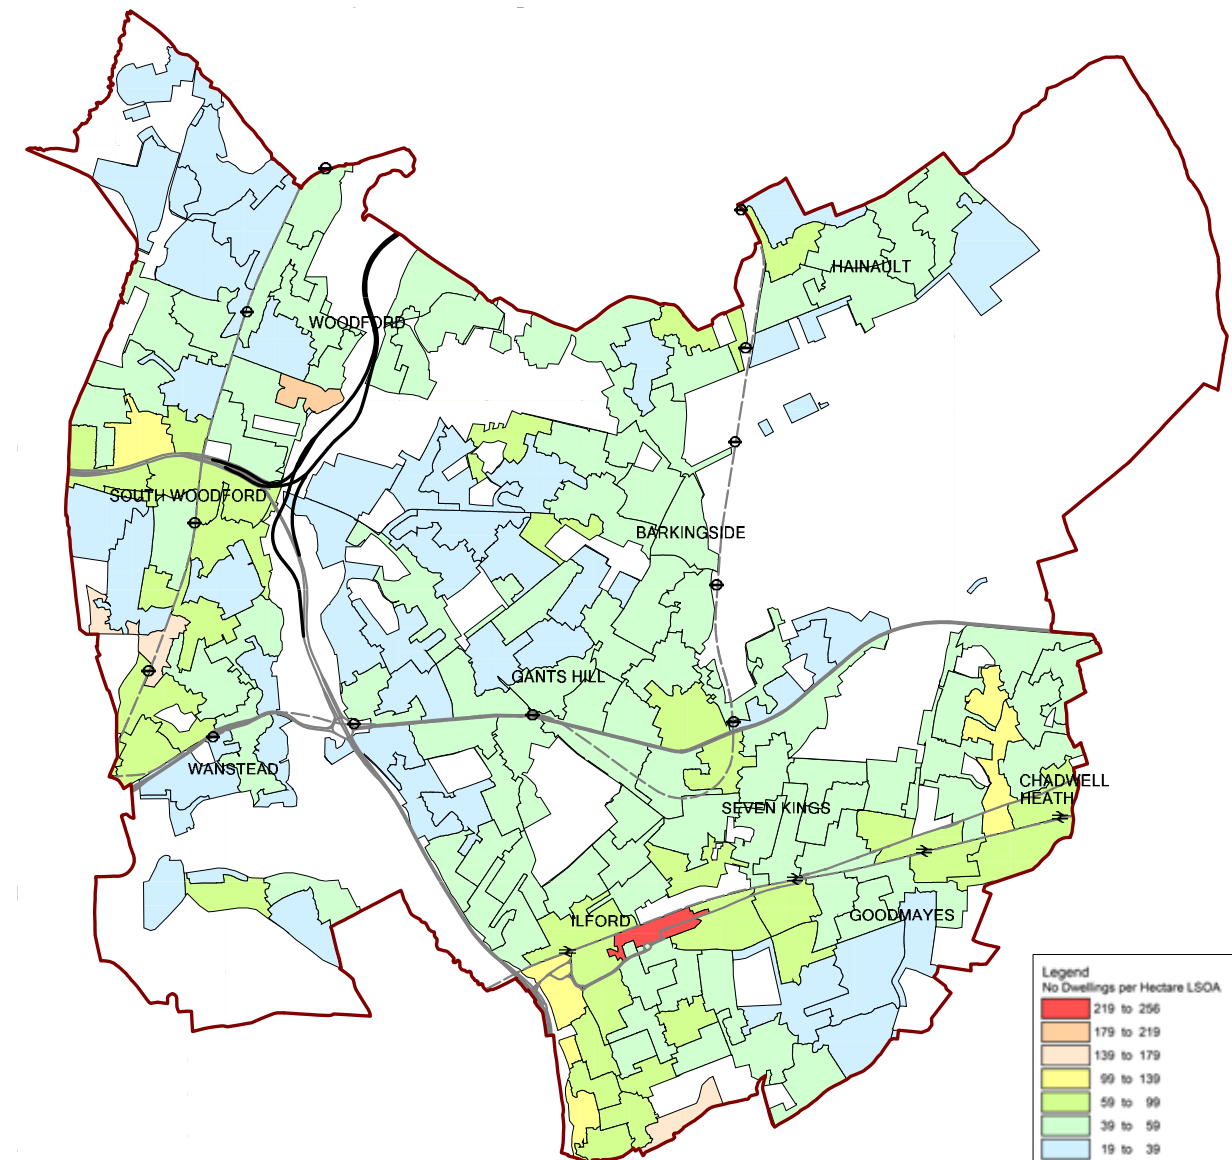 HAINAULT
WOODFORD
SOUTH WOODFORD
BARKINGSIDE
GANTS HILL
WANSTEAD
CHADWELL
HEATH
SEVEN KINGS
ILFORD
GOODMAYES
Legend
No Dwellings per Hectare LSOA
219 to 256
179 to 219
139 to 179
99 to 139
59 to 99
39 to 59
19 to 39